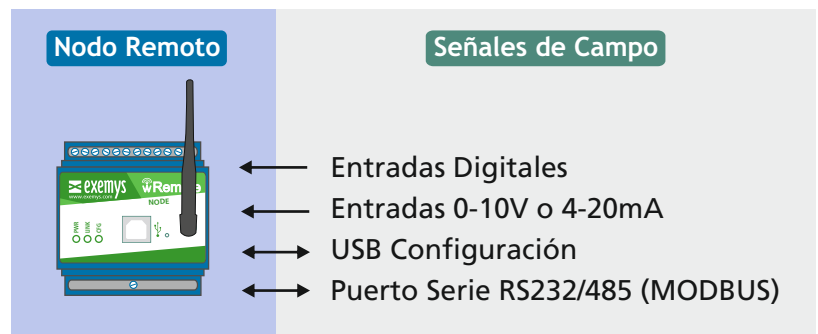 Nodo Remoto
Señales de Campo
exemys
www.exemys.com
wRemote
NODE
PWR
LINK
CFG
Entradas Digitales
Entradas 0-10V o 4-20mA
USB Configuración
Puerto Serie RS232/485 (MODBUS)